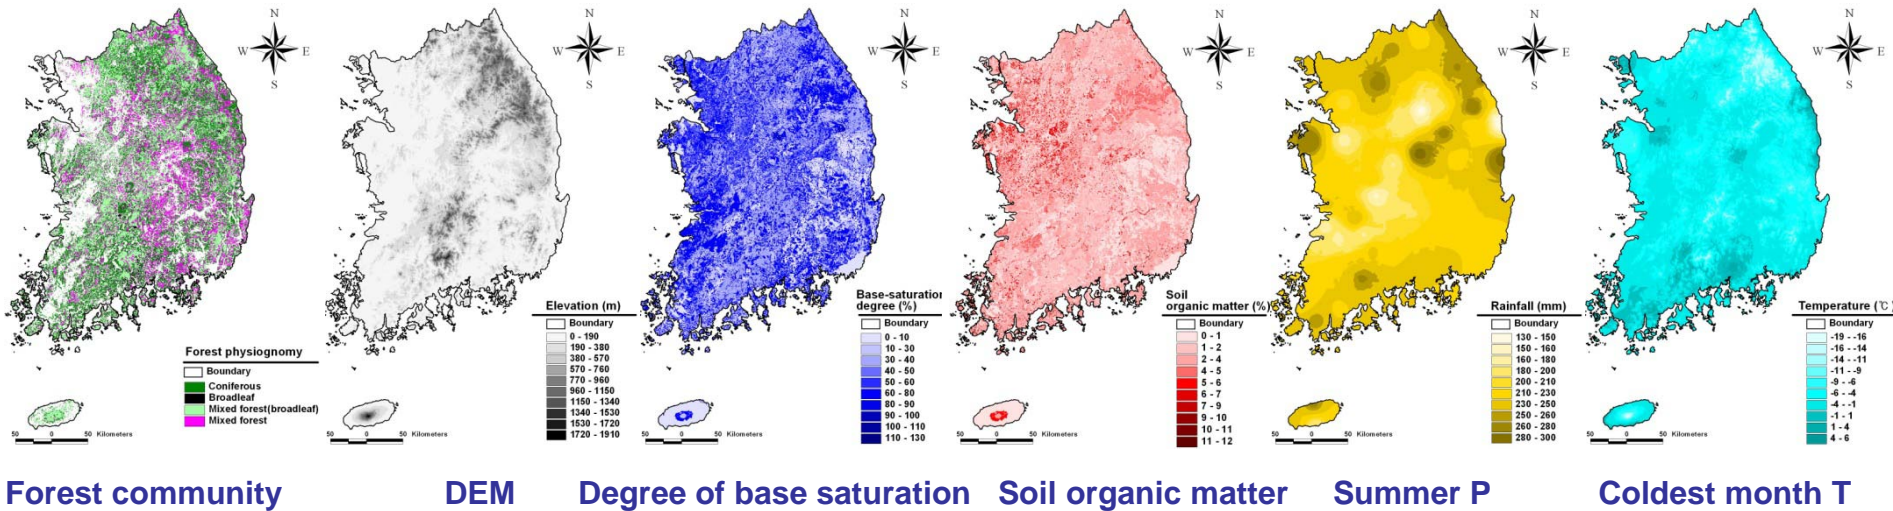 N
W E
S
Forest physiognomy
Boundary
Coniferous
Broadleaf
Mixed forest(broadleaf)
Mixed forest
50 0 50 Kilometers
Forest community
N
W E
S
Elevation (m)
Boundary
0 - 190
190 - 380
380 - 570
570 - 760
770 - 960
960 - 1150
1150 - 1340
1340 - 1530
1530 - 1720
1720 - 1910
50 0 50 Kilometers
DEM
N
W E
S
Base-saturation
degree (%)
Boundary
0 - 10
10 - 30
30 - 40
40 - 50
50 - 60
60 - 80
80 - 90
90 - 100
100 - 110
110 - 130
50 0 50 Kilometers
Degree of base saturation
N
W E
S
Soil
organic matter (%)
Boundary
0 - 1
1 - 2
2 - 4
4 - 5
5 - 6
6 - 7
7 - 9
9 - 10
10 - 11
11 - 12
50 0 50 Kilometers
Soil organic matter
N
W E
S
Rainfall (mm)
Boundary
130 - 150
150 - 160
160 - 180
180 - 200
200 - 210
210 - 230
230 - 250
250 - 260
260 - 280
280 - 300
50 0 50 Kilometers
Summer P
N
W E
S
Temperature (℃)
Boundary
-19 - -16
-16 - -14
-14 - -11
-11 - -9
-9 - -6
-6 - -4
-4 - -1
-1 - 1
1 - 4
4 - 6
50 0 50 Kilometers
Coldest month T